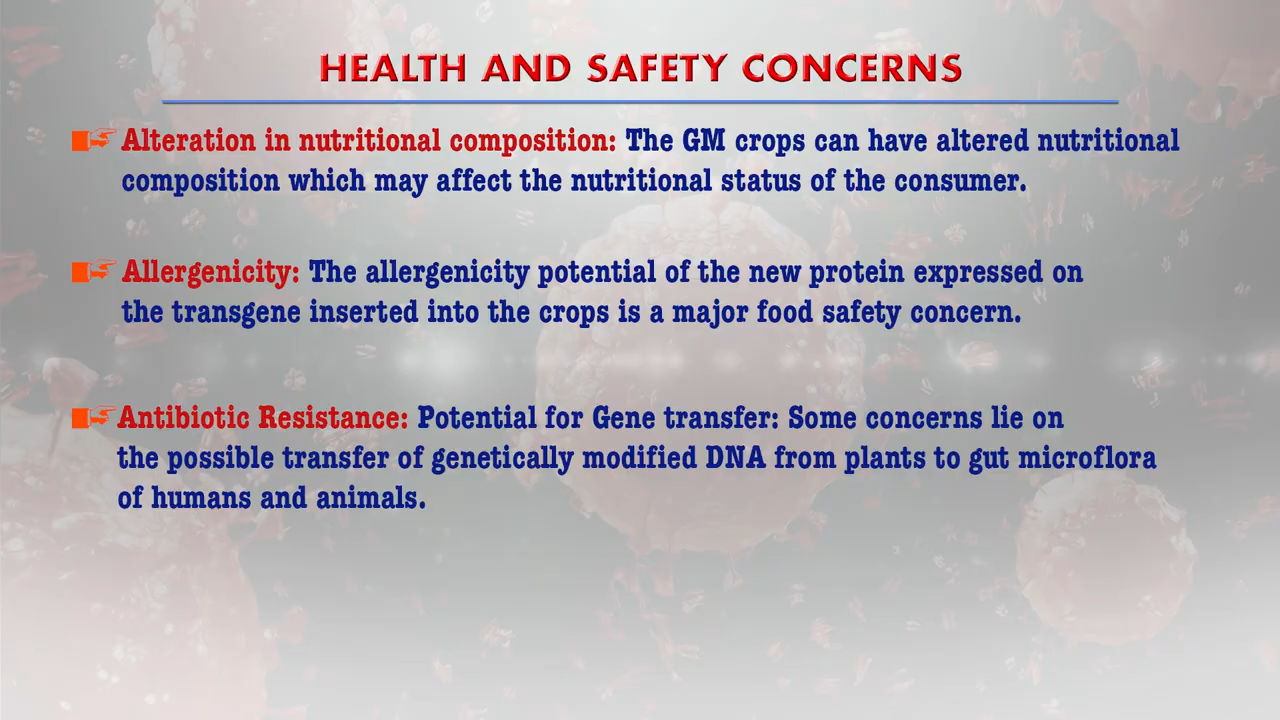 HEALTH AND SAFETY CONCERNS
Alteration in nutritional composition: The GM crops can have altered nutritional
composition which may affect the nutritional status of the consumer.
Allergenicity: The allergenicity potential of the new protein expressed on
the transgene inserted into the crops is a major food safety concern.
Antibiotic Resistance: Potential for Gene transfer: Some concerns lie on
the possible transfer of genetically modified DNA from plants to gut microflora
of humans and animals.